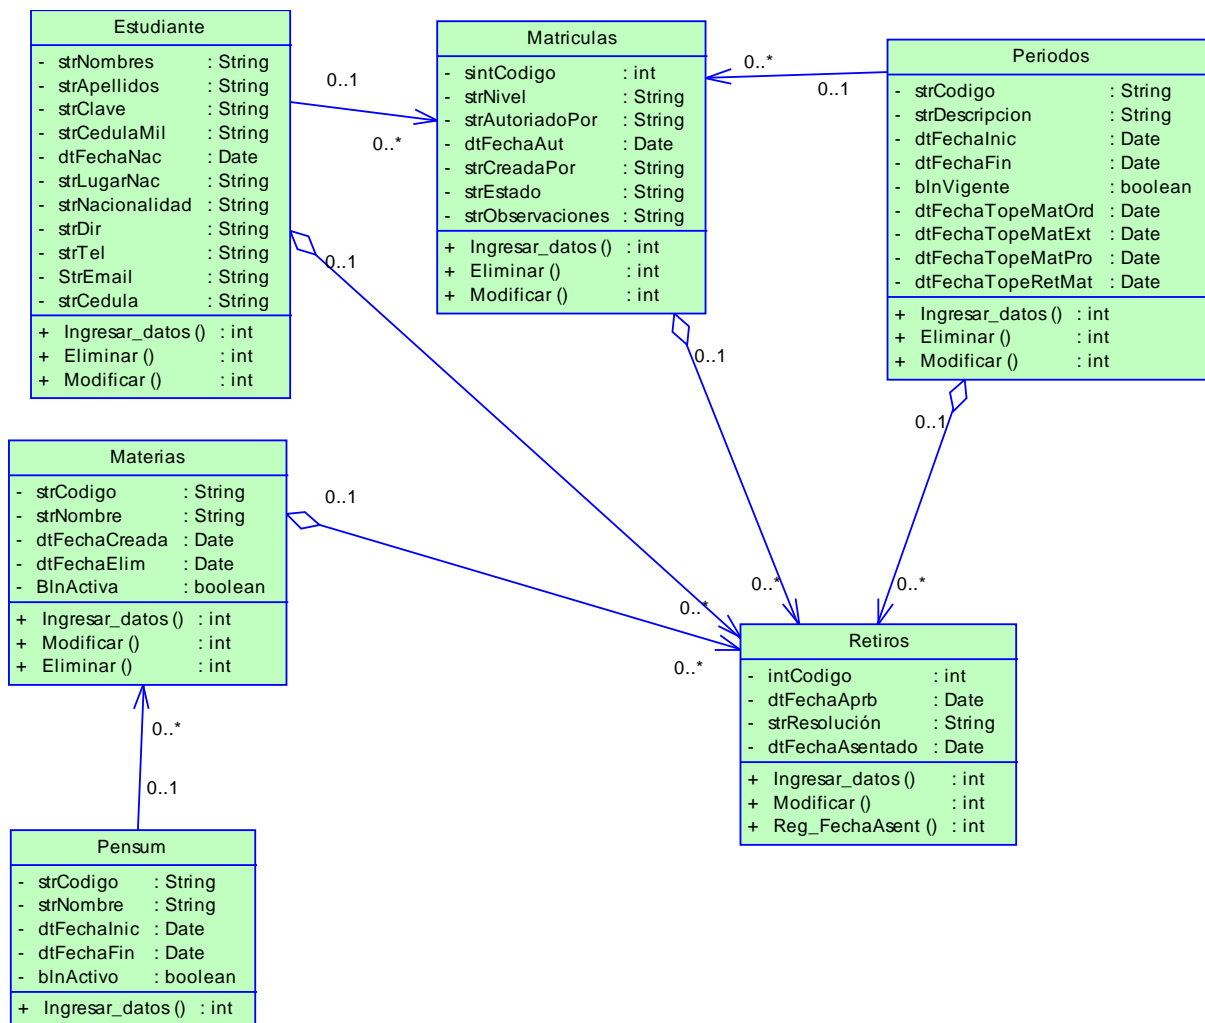 Estudiante
- strNombres : String
- strApellidos : String
- strClave : String
- strCedulaMil : String
- dtFechaNac : Date
- strLugarNac : String
- strNacionalidad : String
- strDir : String
- strTel : String
- StrEmail : String
- strCedula : String
+ Ingresar_datos () : int
+ Eliminar () : int
+ Modificar () : int
0..1
0..*
Matriculas
- sintCodigo : int
- strNivel : String
- strAutoriadoPor : String
- dtFechaAut : Date
- strCreadaPor : String
- strEstado : String
- strObservaciones : String
+ Ingresar_datos () : int
+ Eliminar () : int
+ Modificar () : int
0..*
0..1
Periodos
- strCodigo : String
- strDescripcion : String
- dtFechaInic : Date
- dtFechaFin : Date
- blnVigente : boolean
- dtFechaTopeMatOrd : Date
- dtFechaTopeMatExt : Date
- dtFechaTopeMatPro : Date
- dtFechaTopeRetMat : Date
+ Ingresar_datos () : int
+ Eliminar () : int
+ Modificar () : int
0..1
0..1
0..1
Materias
- strCodigo : String
- strNombre : String
- dtFechaCreada : Date
- dtFechaElim : Date
- BlnActiva : boolean
+ Ingresar_datos () : int
+ Modificar () : int
+ Eliminar () : int
0..1
0..*
0..*
0..*
0..*
Retiros
- intCodigo : int
- dtFechaAprb : Date
- strResolución : String
- dtFechaAsentado : Date
+ Ingresar_datos () : int
+ Modificar () : int
+ Reg_FechaAsent () : int
0..*
0..1
Pensum
- strCodigo : String
- strNombre : String
- dtFechaInic : Date
- dtFechaFin : Date
- blnActivo : boolean
+ Ingresar_datos () : int